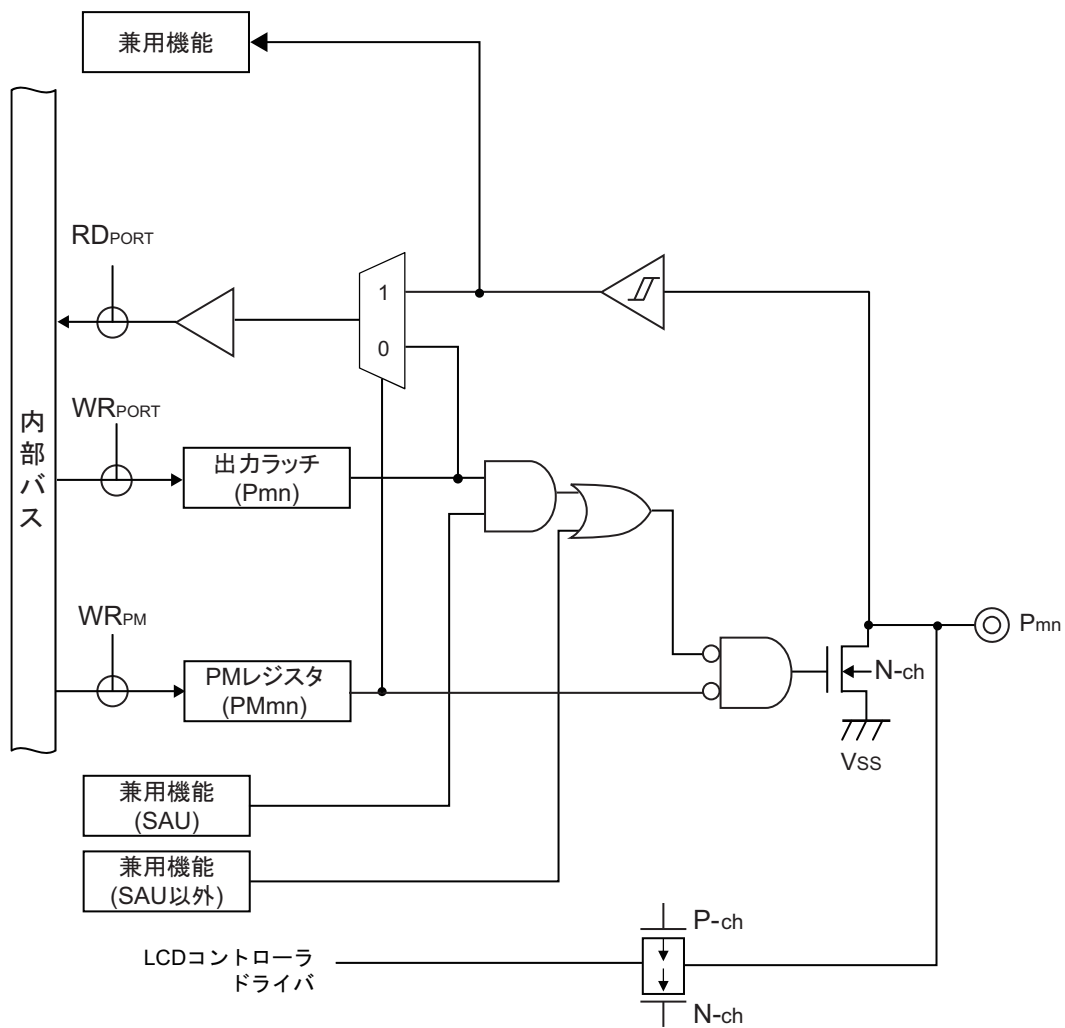 兼用機能
RDPORT
1
0
WRPORT
内部バス
出力ラッチ
(Pmn)
WRPM
PMレジスタ
(PMmn)
Pmn
N-ch
VSS
兼用機能
(SAU)
兼用機能
(SAU以外)
P-ch
LCDコントローラ
ドライバ
N-ch